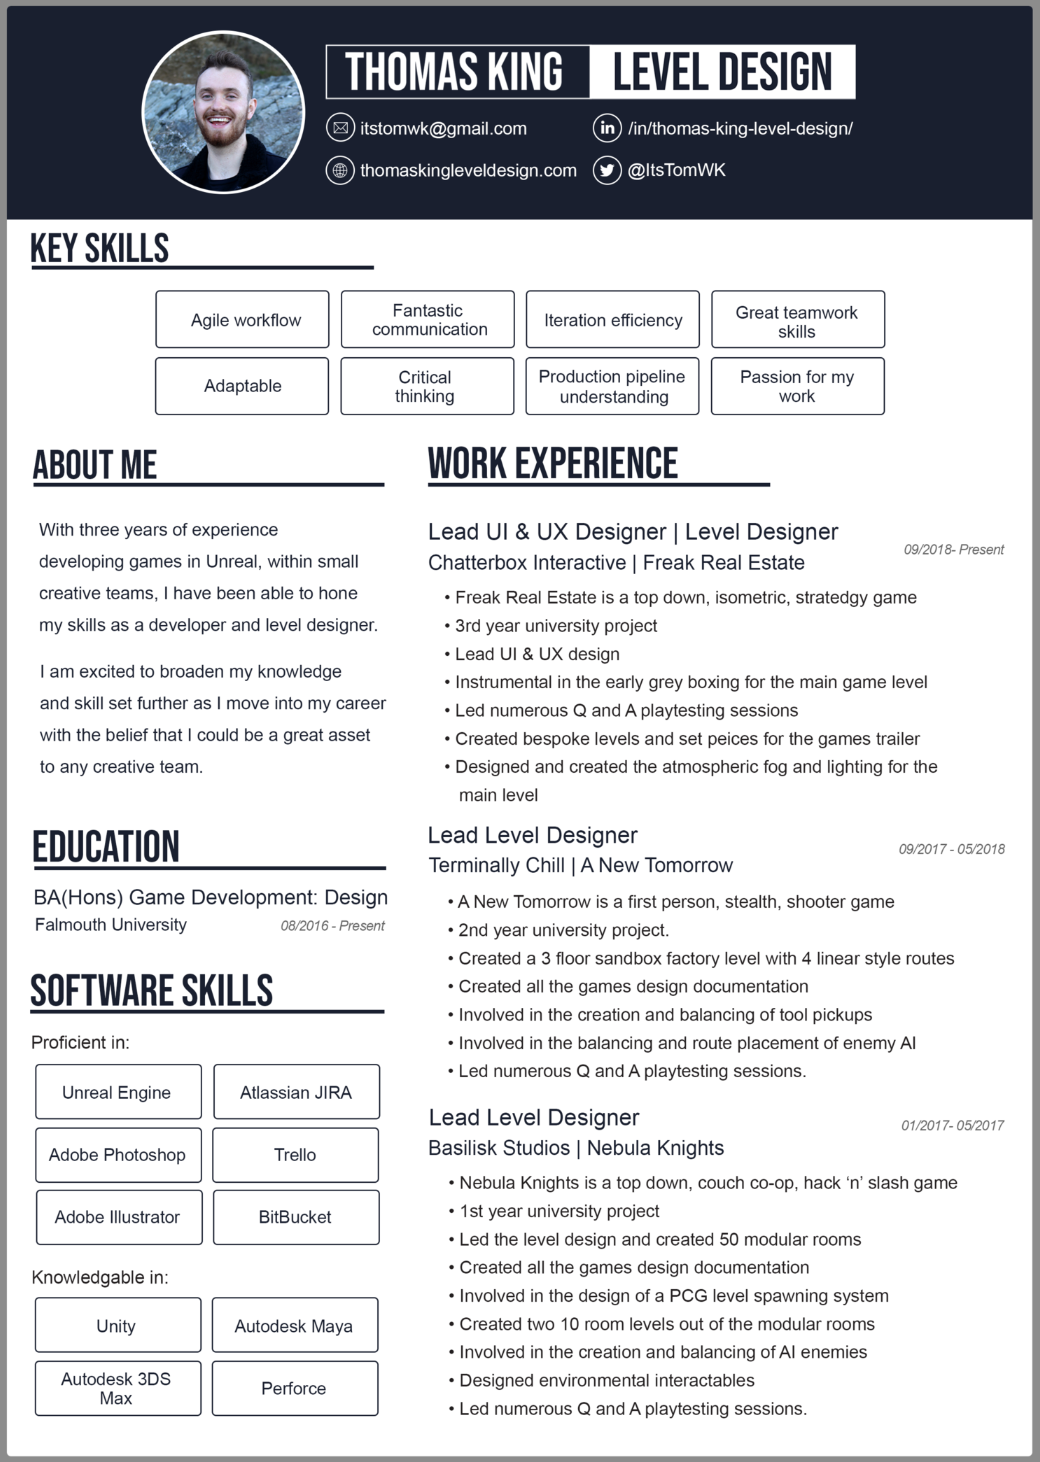 THOMAS KING
LEVEL DESIGN
itstomwk@gmail.com
/in/thomas-king-level-design/
thomaskingleveldesign.com
@ItsTomWK
KEY SKILLS
Agile workflow
Fantastic
communication
Iteration efficiency
Great teamwork
skills
Adaptable
Critical
thinking
Production pipeline
understanding
Passion for my
work
ABOUT ME
With three years of experience
developing games in Unreal, within small
creative teams, I have been able to hone
my skills as a developer and level designer.
I am excited to broaden my knowledge
and skill set further as I move into my career
with the belief that I could be a great asset
to any creative team.
EDUCATION
BA(Hons) Game Development: Design
Falmouth University
08/2016 - Present
SOFTWARE SKILLS
Proficient in:
Unreal Engine
Atlassian JIRA
Adobe Photoshop
Trello
Adobe Illustrator
BitBucket
Knowledgable in:
Unity
Autodesk Maya
Autodesk 3DS
Max
Perforce
WORK EXPERIENCE
Lead UI & UX Designer | Level Designer
09/2018- Present
Chatterbox Interactive | Freak Real Estate
• Freak Real Estate is a top down, isometric, stratedgy game
• 3rd year university project
• Lead UI & UX design
• Instrumental in the early grey boxing for the main game level
• Led numerous Q and A playtesting sessions
• Created bespoke levels and set peices for the games trailer
• Designed and created the atmospheric fog and lighting for the
main level
Lead Level Designer
09/2017 - 05/2018
Terminally Chill | A New Tomorrow
• A New Tomorrow is a first person, stealth, shooter game
• 2nd year university project.
• Created a 3 floor sandbox factory level with 4 linear style routes
• Created all the games design documentation
• Involved in the creation and balancing of tool pickups
• Involved in the balancing and route placement of enemy AI
• Led numerous Q and A playtesting sessions.
Lead Level Designer
01/2017- 05/2017
Basilisk Studios | Nebula Knights
• Nebula Knights is a top down, couch co-op, hack ‘n’ slash game
• 1st year university project
• Led the level design and created 50 modular rooms
• Created all the games design documentation
• Involved in the design of a PCG level spawning system
• Created two 10 room levels out of the modular rooms
• Involved in the creation and balancing of AI enemies
• Designed environmental interactables
• Led numerous Q and A playtesting sessions.